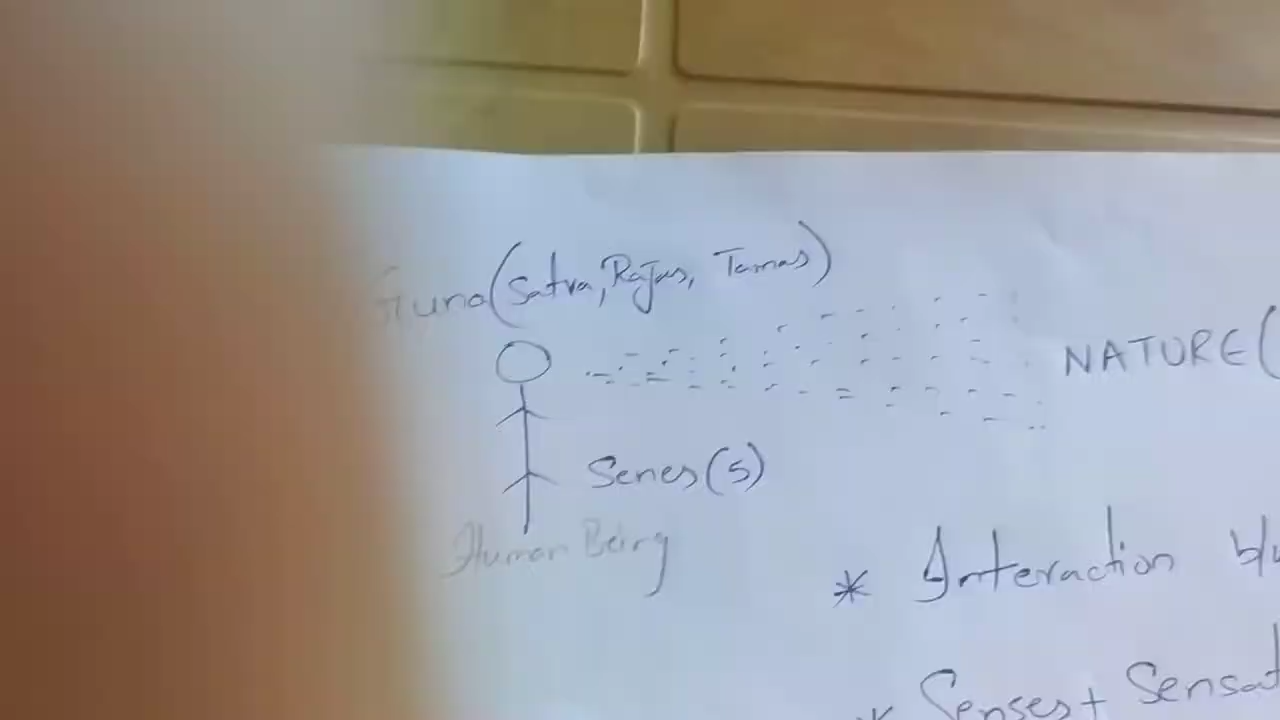 Guna(Satva, Rajas, Tamas)
NATURE(
Senes(5)
Human Being
* Interaction b/w
* Senses + Sensat